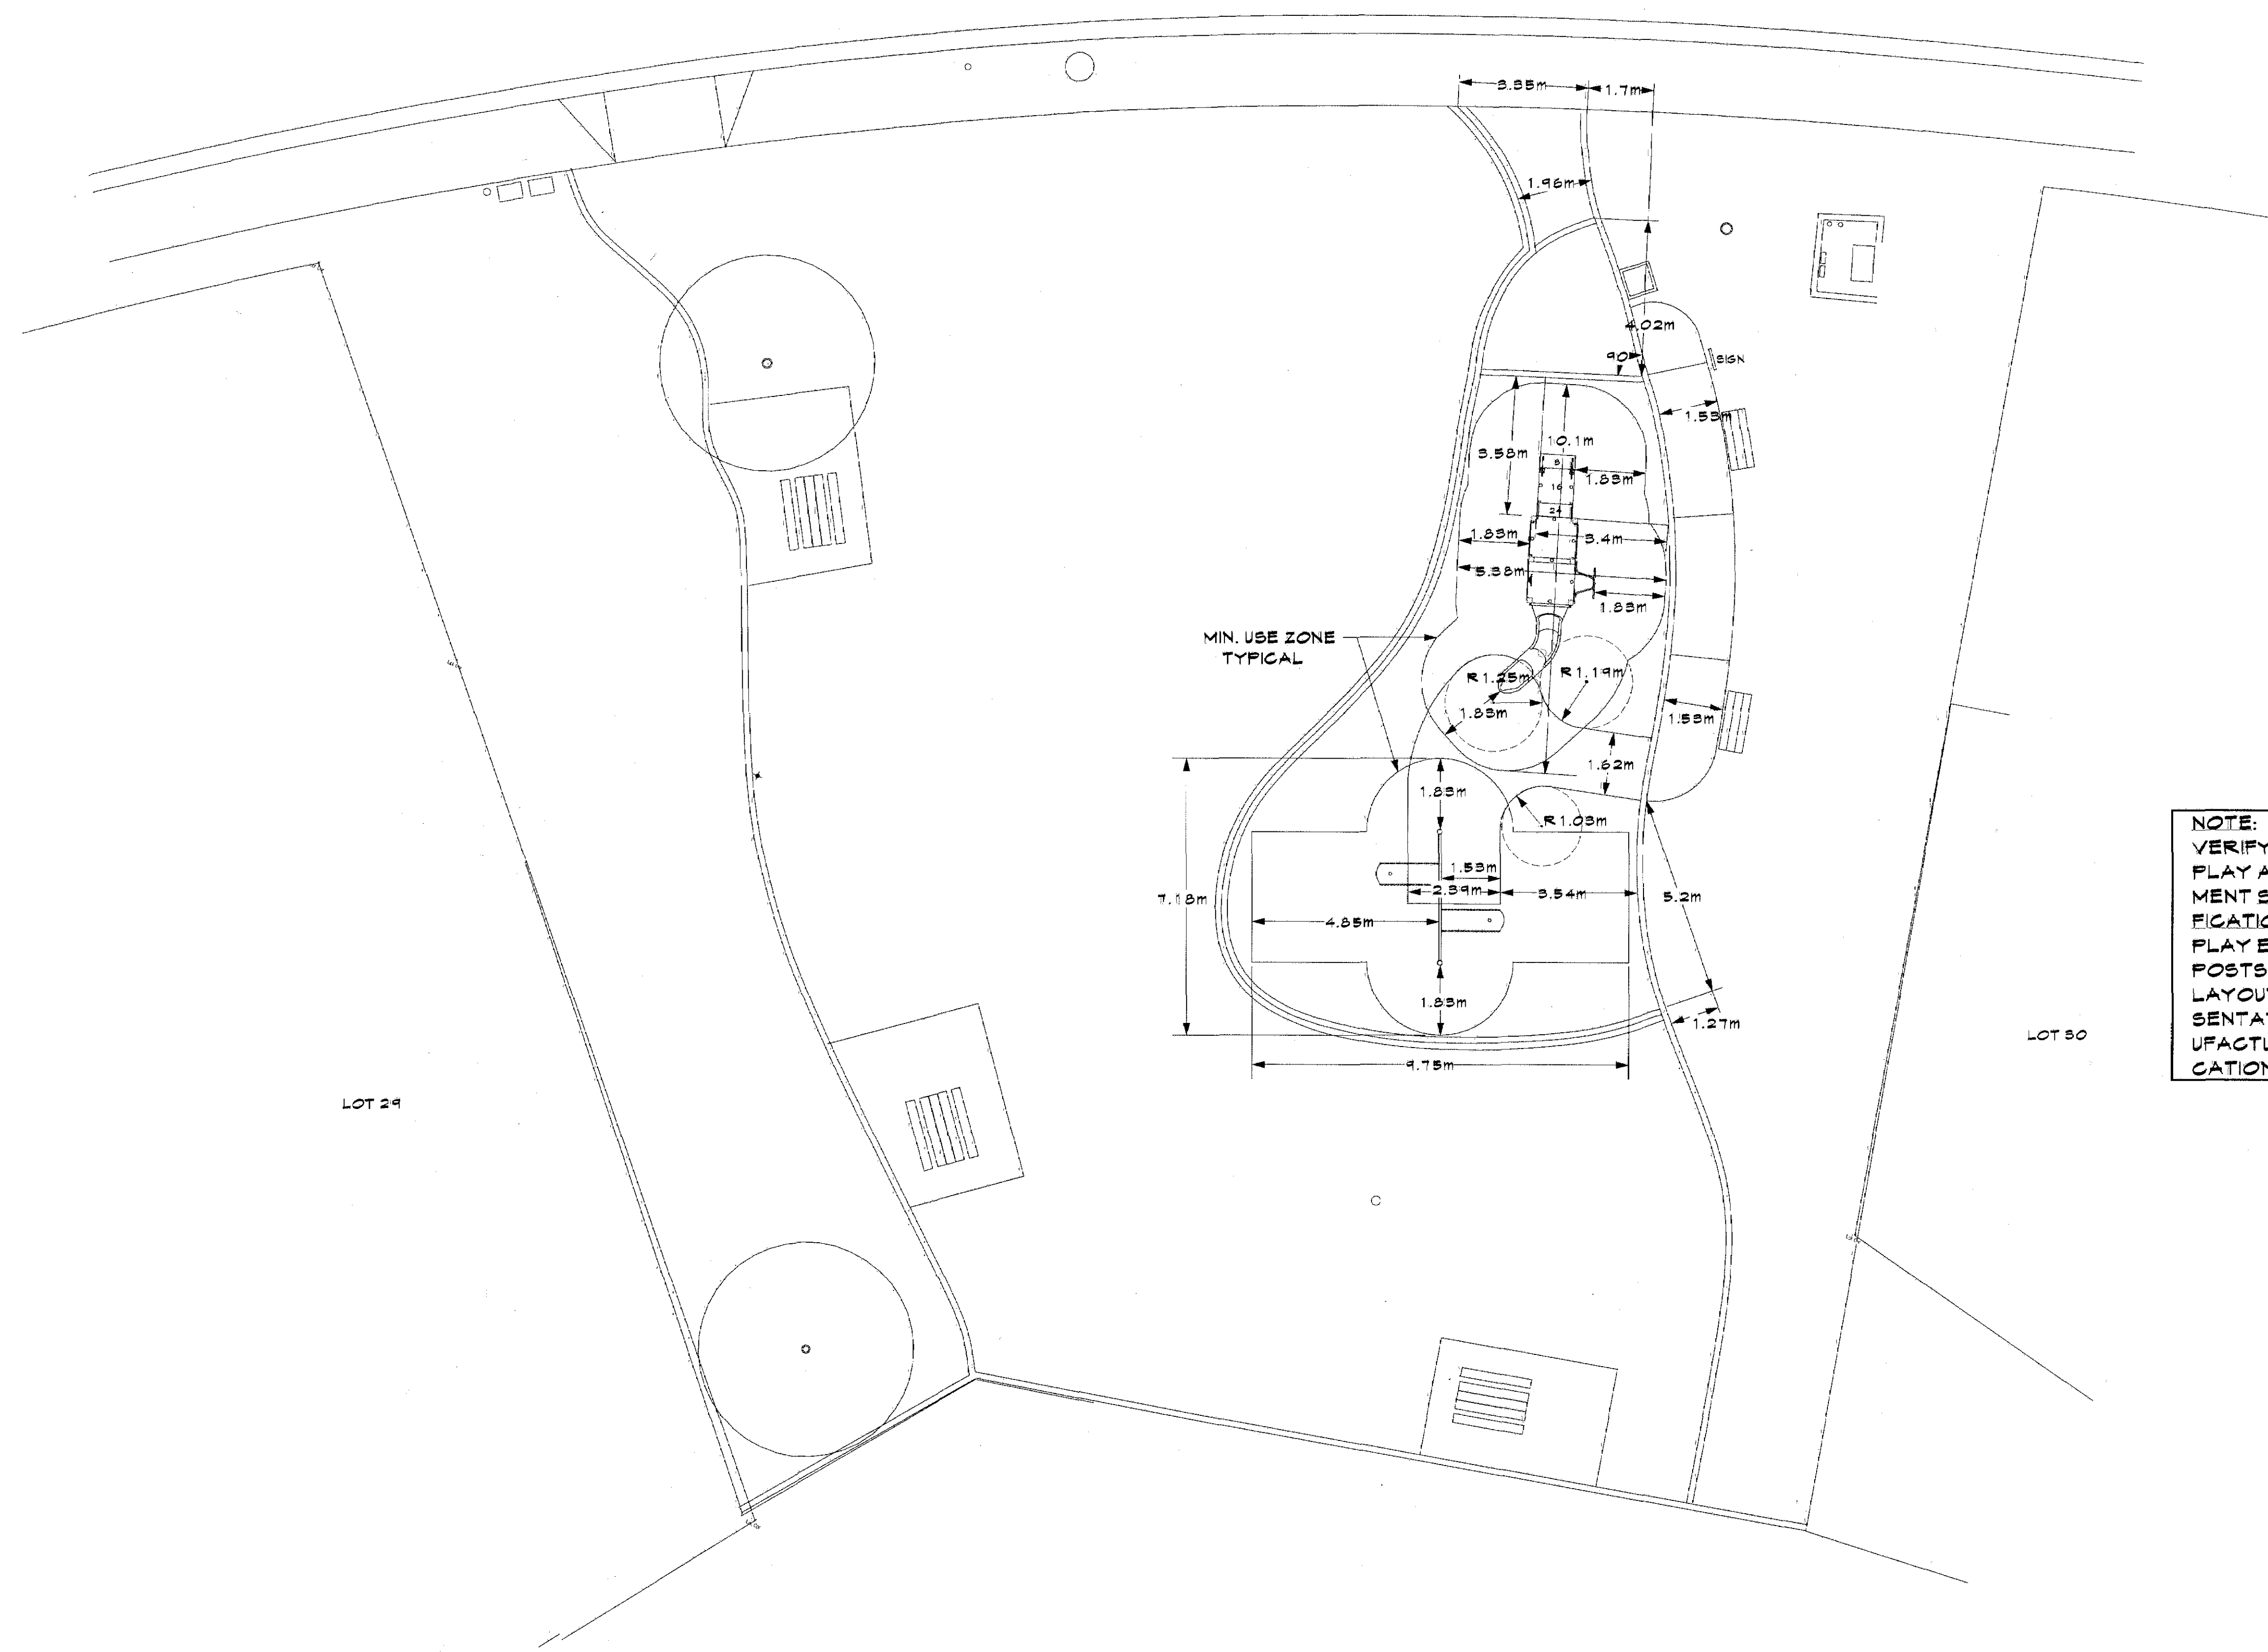 3.35m
1.7m
1.96m
4.02m
90
SIGN
1.53m
10.1m
3.58m
8
1.83m
16
24
1.83m
3.4m
5.38m
1.83m
MIN. USE ZONE
TYPICAL
R1.25m
R1.19m
1.83m
1.53m
1.62m
1.83m
R1.03m
NOTE:
VERIFY
PLAY A
MENT S
FICATIO
PLAY E
POSTS
LAYOU
SENTA
UFACTU
CATION
1.53m
2.39m
3.54m
5.2m
7.18m
4.85m
1.83m
1.27m
9.75m
LOT 29
LOT 30